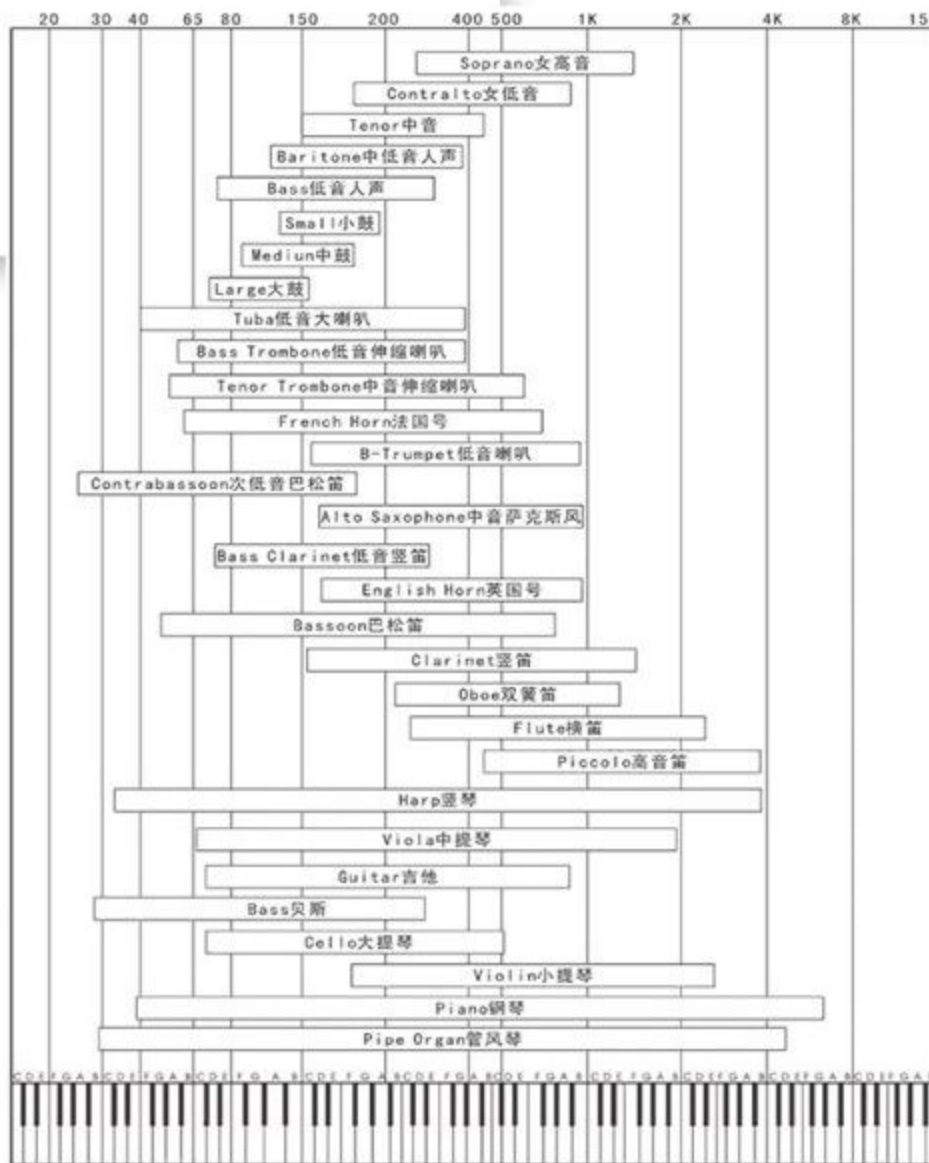 20 30 40 65 80 150 200 400 500 1K 2K 4K 8K 15
Soprano女高音
Contralto女低音
Tenor中音
Baritone中低音人声
Bass低音人声
Small小鼓
Mediun中鼓
Large大鼓
Tuba低音大喇叭
Bass Trombone低音伸缩喇叭
Tenor Trombone中音伸缩喇叭
French Horn法国号
B-Trumpet低音喇叭
Contrabassoon次低音巴松笛
Alto Saxophone中音萨克斯风
Bass Clarinet低音竖笛
English Horn英国号
Bassoon巴松笛
Clarinet竖笛
Oboe双簧笛
Flute横笛
Piccolo高音笛
Harp竖琴
Viola中提琴
Guitar吉他
Bass贝斯
Cello大提琴
Violin小提琴
Piano钢琴
Pipe Organ管风琴